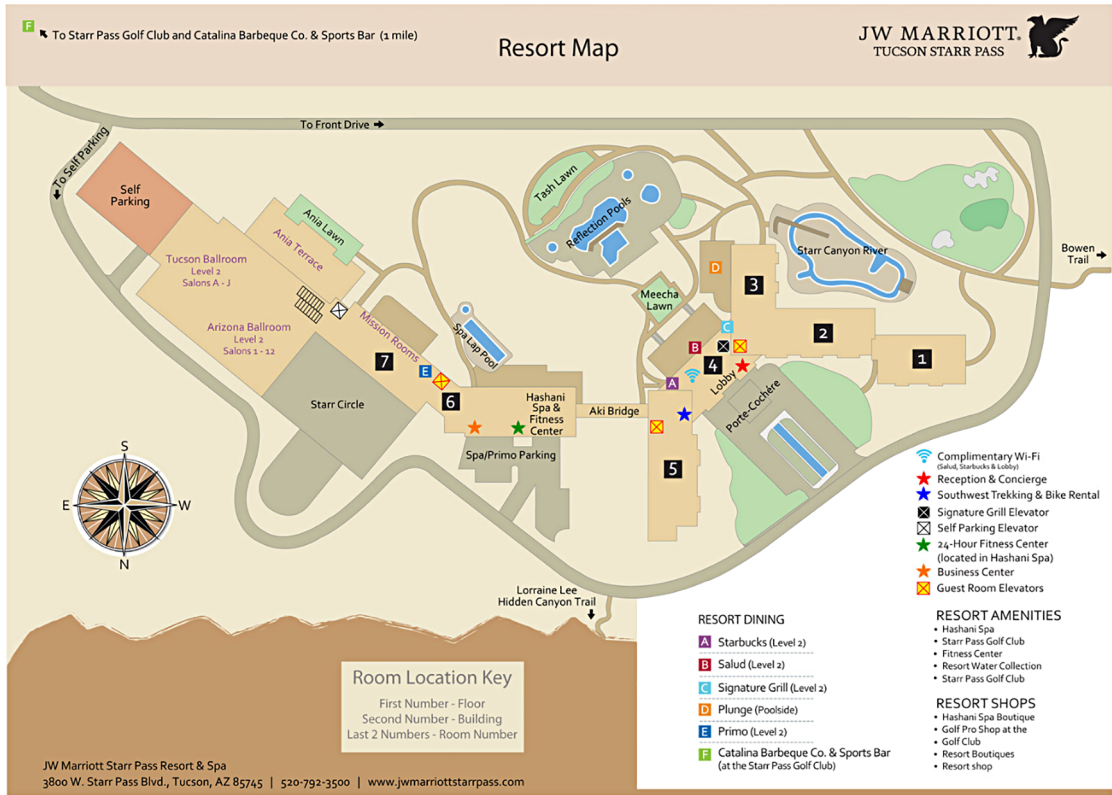 F
To Starr Pass Golf Club and Catalina Barbeque Co. & Sports Bar (1 mile)
Resort Map
JW MARRIOTT®
TUCSON STARR PASS
To Front Drive
To Self Parking
Self
Parking
Ania Lawn
Ania Terrace
Tucson Ballroom
Level 2
Salons A - J
Arizona Ballroom
Level 2
Salons 1 - 12
Mission Rooms
7
E
6
Starr Circle
Spa Lap Pool
Hashani
Spa &
Fitness
Center
Spa/Primo Parking
Aki Bridge
Tash Lawn
Reflection Pools
Meecha
Lawn
D
3
C
B
4
A
Lobby
5
2
1
Porte-Cochére
Starr Canyon River
Bowen
Trail
S
E
W
N
Lorraine Lee
Hidden Canyon Trail
Complimentary Wi-Fi
(Salud, Starbucks & Lobby)
Reception & Concierge
Southwest Trekking & Bike Rental
Signature Grill Elevator
Self Parking Elevator
24-Hour Fitness Center
(located in Hashani Spa)
Business Center
Guest Room Elevators
RESORT DINING
A Starbucks (Level 2)
B Salud (Level 2)
C Signature Grill (Level 2)
D Plunge (Poolside)
E Primo (Level 2)
F Catalina Barbeque Co. & Sports Bar
(at the Starr Pass Golf Club)
RESORT AMENITIES
• Hashani Spa
• Starr Pass Golf Club
• Fitness Center
• Resort Water Collection
• Starr Pass Golf Club
RESORT SHOPS
• Hashani Spa Boutique
• Golf Pro Shop at the
• Golf Club
• Resort Boutiques
• Resort shop
Room Location Key
First Number - Floor
Second Number - Building
Last 2 Numbers - Room Number
JW Marriott Starr Pass Resort & Spa
3800 W. Starr Pass Blvd., Tucson, AZ 85745 | 520-792-3500 | www.jwmarriottstarrpass.com